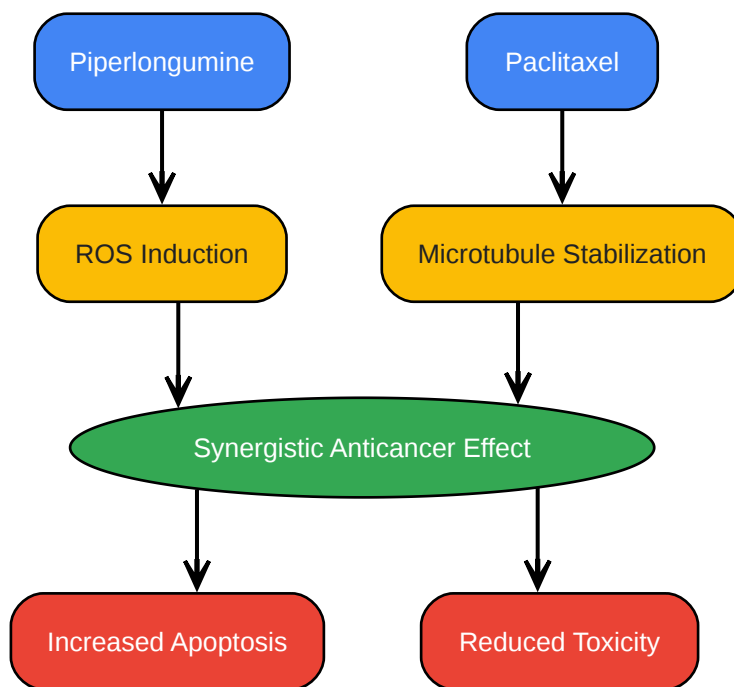 Piperlongumine
Paclitaxel
ROS Induction
Microtubule Stabilization
Synergistic Anticancer Effect
Increased Apoptosis
Reduced Toxicity